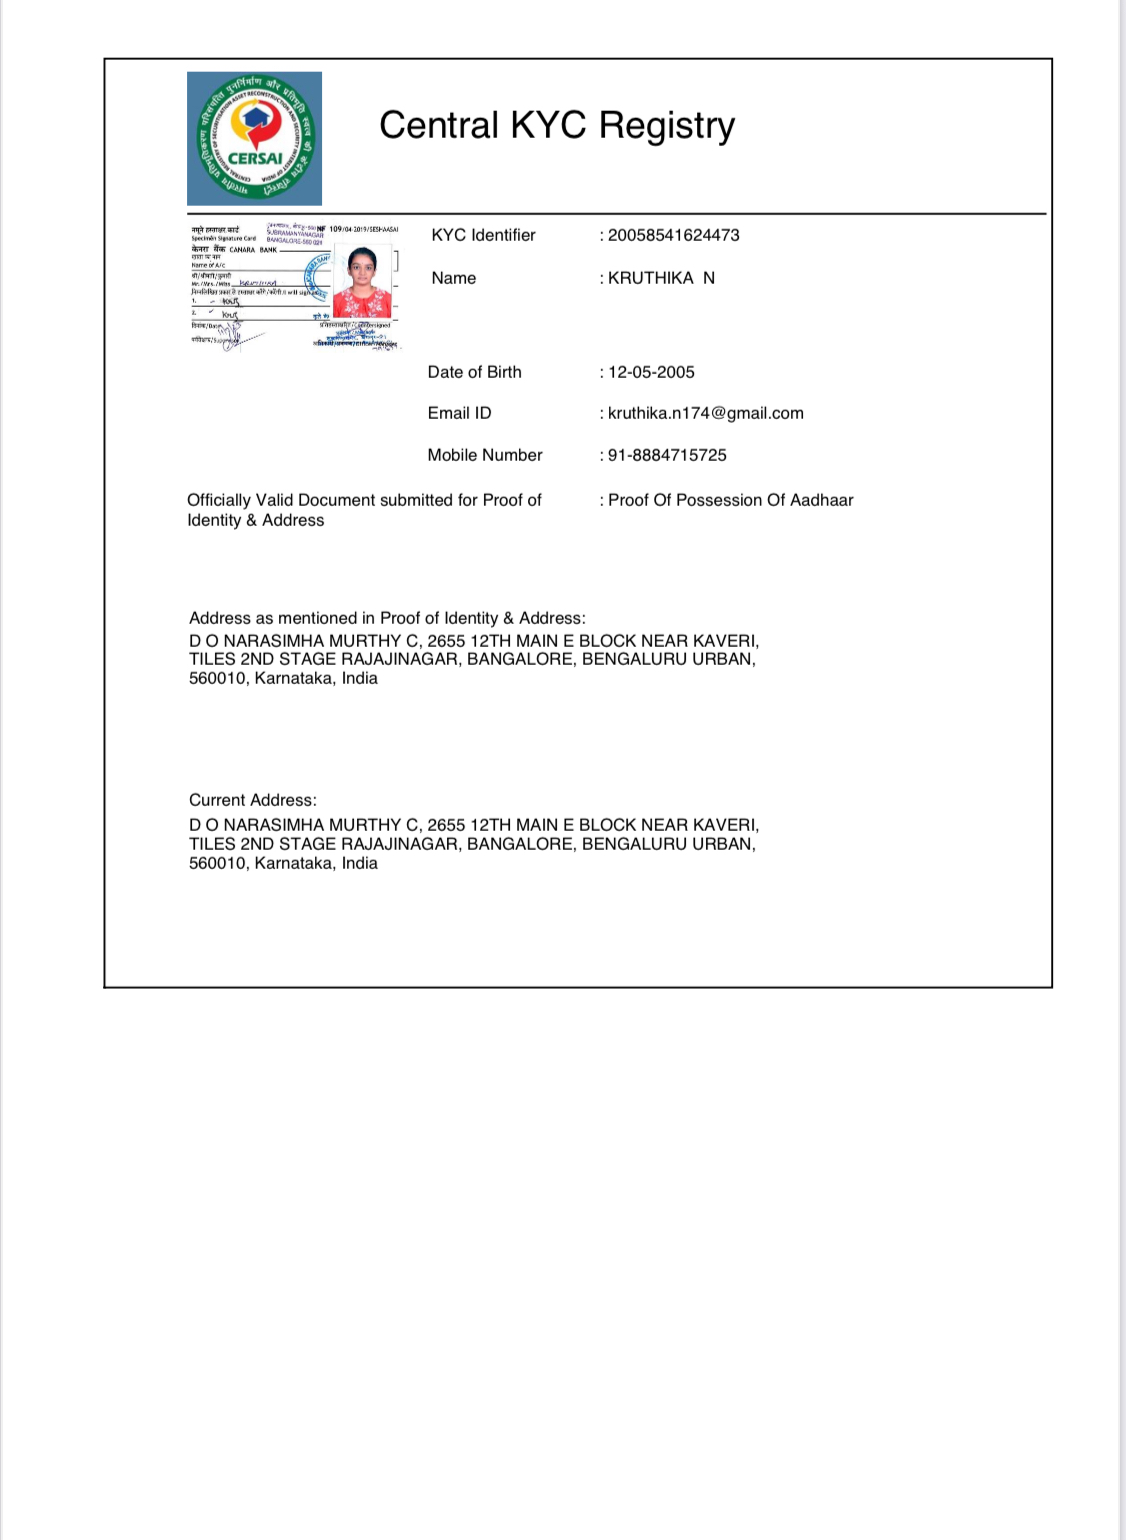 CERSAI
Central KYC Registry
नमूने हस्ताक्षर कार्ड
Specimen Signature Card
SUBRAMANYANAGAR
BANGALORE-560 021
NF 109/04-2019/SESHAASAI
केनरा बैंक CANARA BANK
Name of A/c
KYC Identifier : 20058541624473
Name : KRUTHIKA N
Date of Birth : 12-05-2005
Email ID : kruthika.n174@gmail.com
Mobile Number : 91-8884715725
Officially Valid Document submitted for Proof of : Proof Of Possession Of Aadhaar
Identity & Address
Address as mentioned in Proof of Identity & Address:
D O NARASIMHA MURTHY C, 2655 12TH MAIN E BLOCK NEAR KAVERI,
TILES 2ND STAGE RAJAJINAGAR, BANGALORE, BENGALURU URBAN,
560010, Karnataka, India
Current Address:
D O NARASIMHA MURTHY C, 2655 12TH MAIN E BLOCK NEAR KAVERI,
TILES 2ND STAGE RAJAJINAGAR, BANGALORE, BENGALURU URBAN,
560010, Karnataka, India